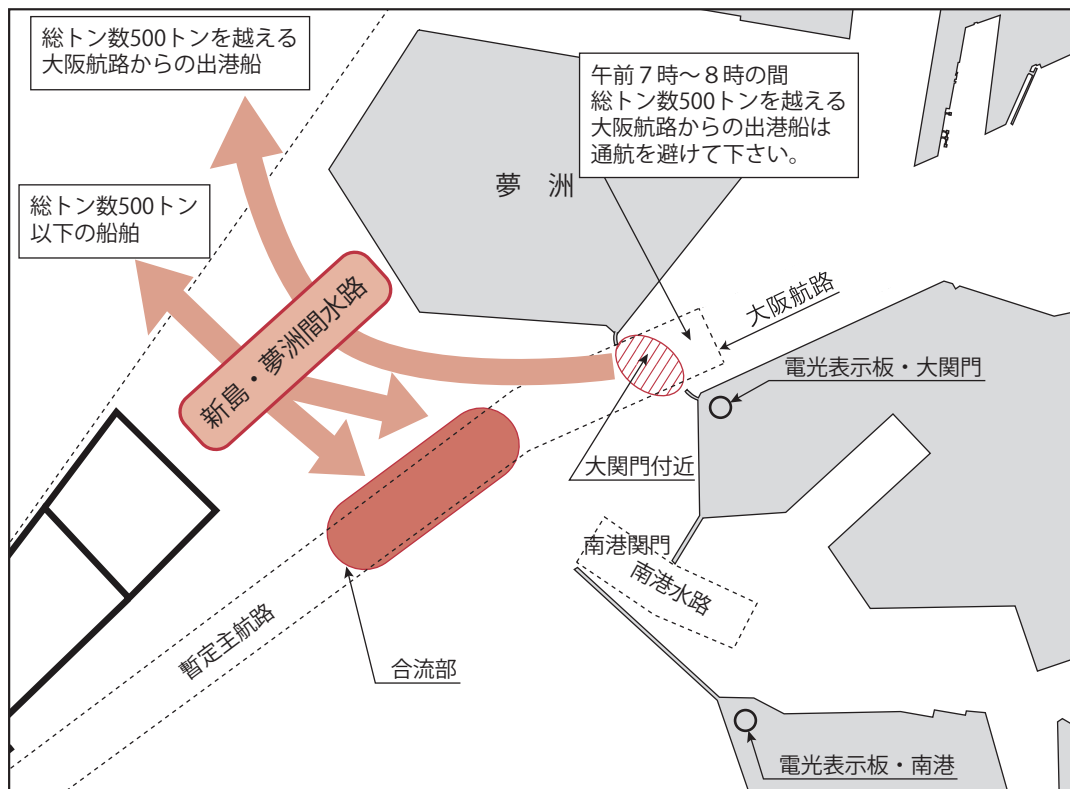 総トン数500トンを越える
大阪航路からの出港船
午前7時~8時の間
総トン数500トンを越える
大阪航路からの出港船は
通航を避けて下さい。
夢 洲
総トン数500トン
以下の船舶
新島・夢洲間水路
大阪航路
電光表示板・大関門
大関門付近
南港関門
南港水路
暫定主航路
合流部
電光表示板・南港